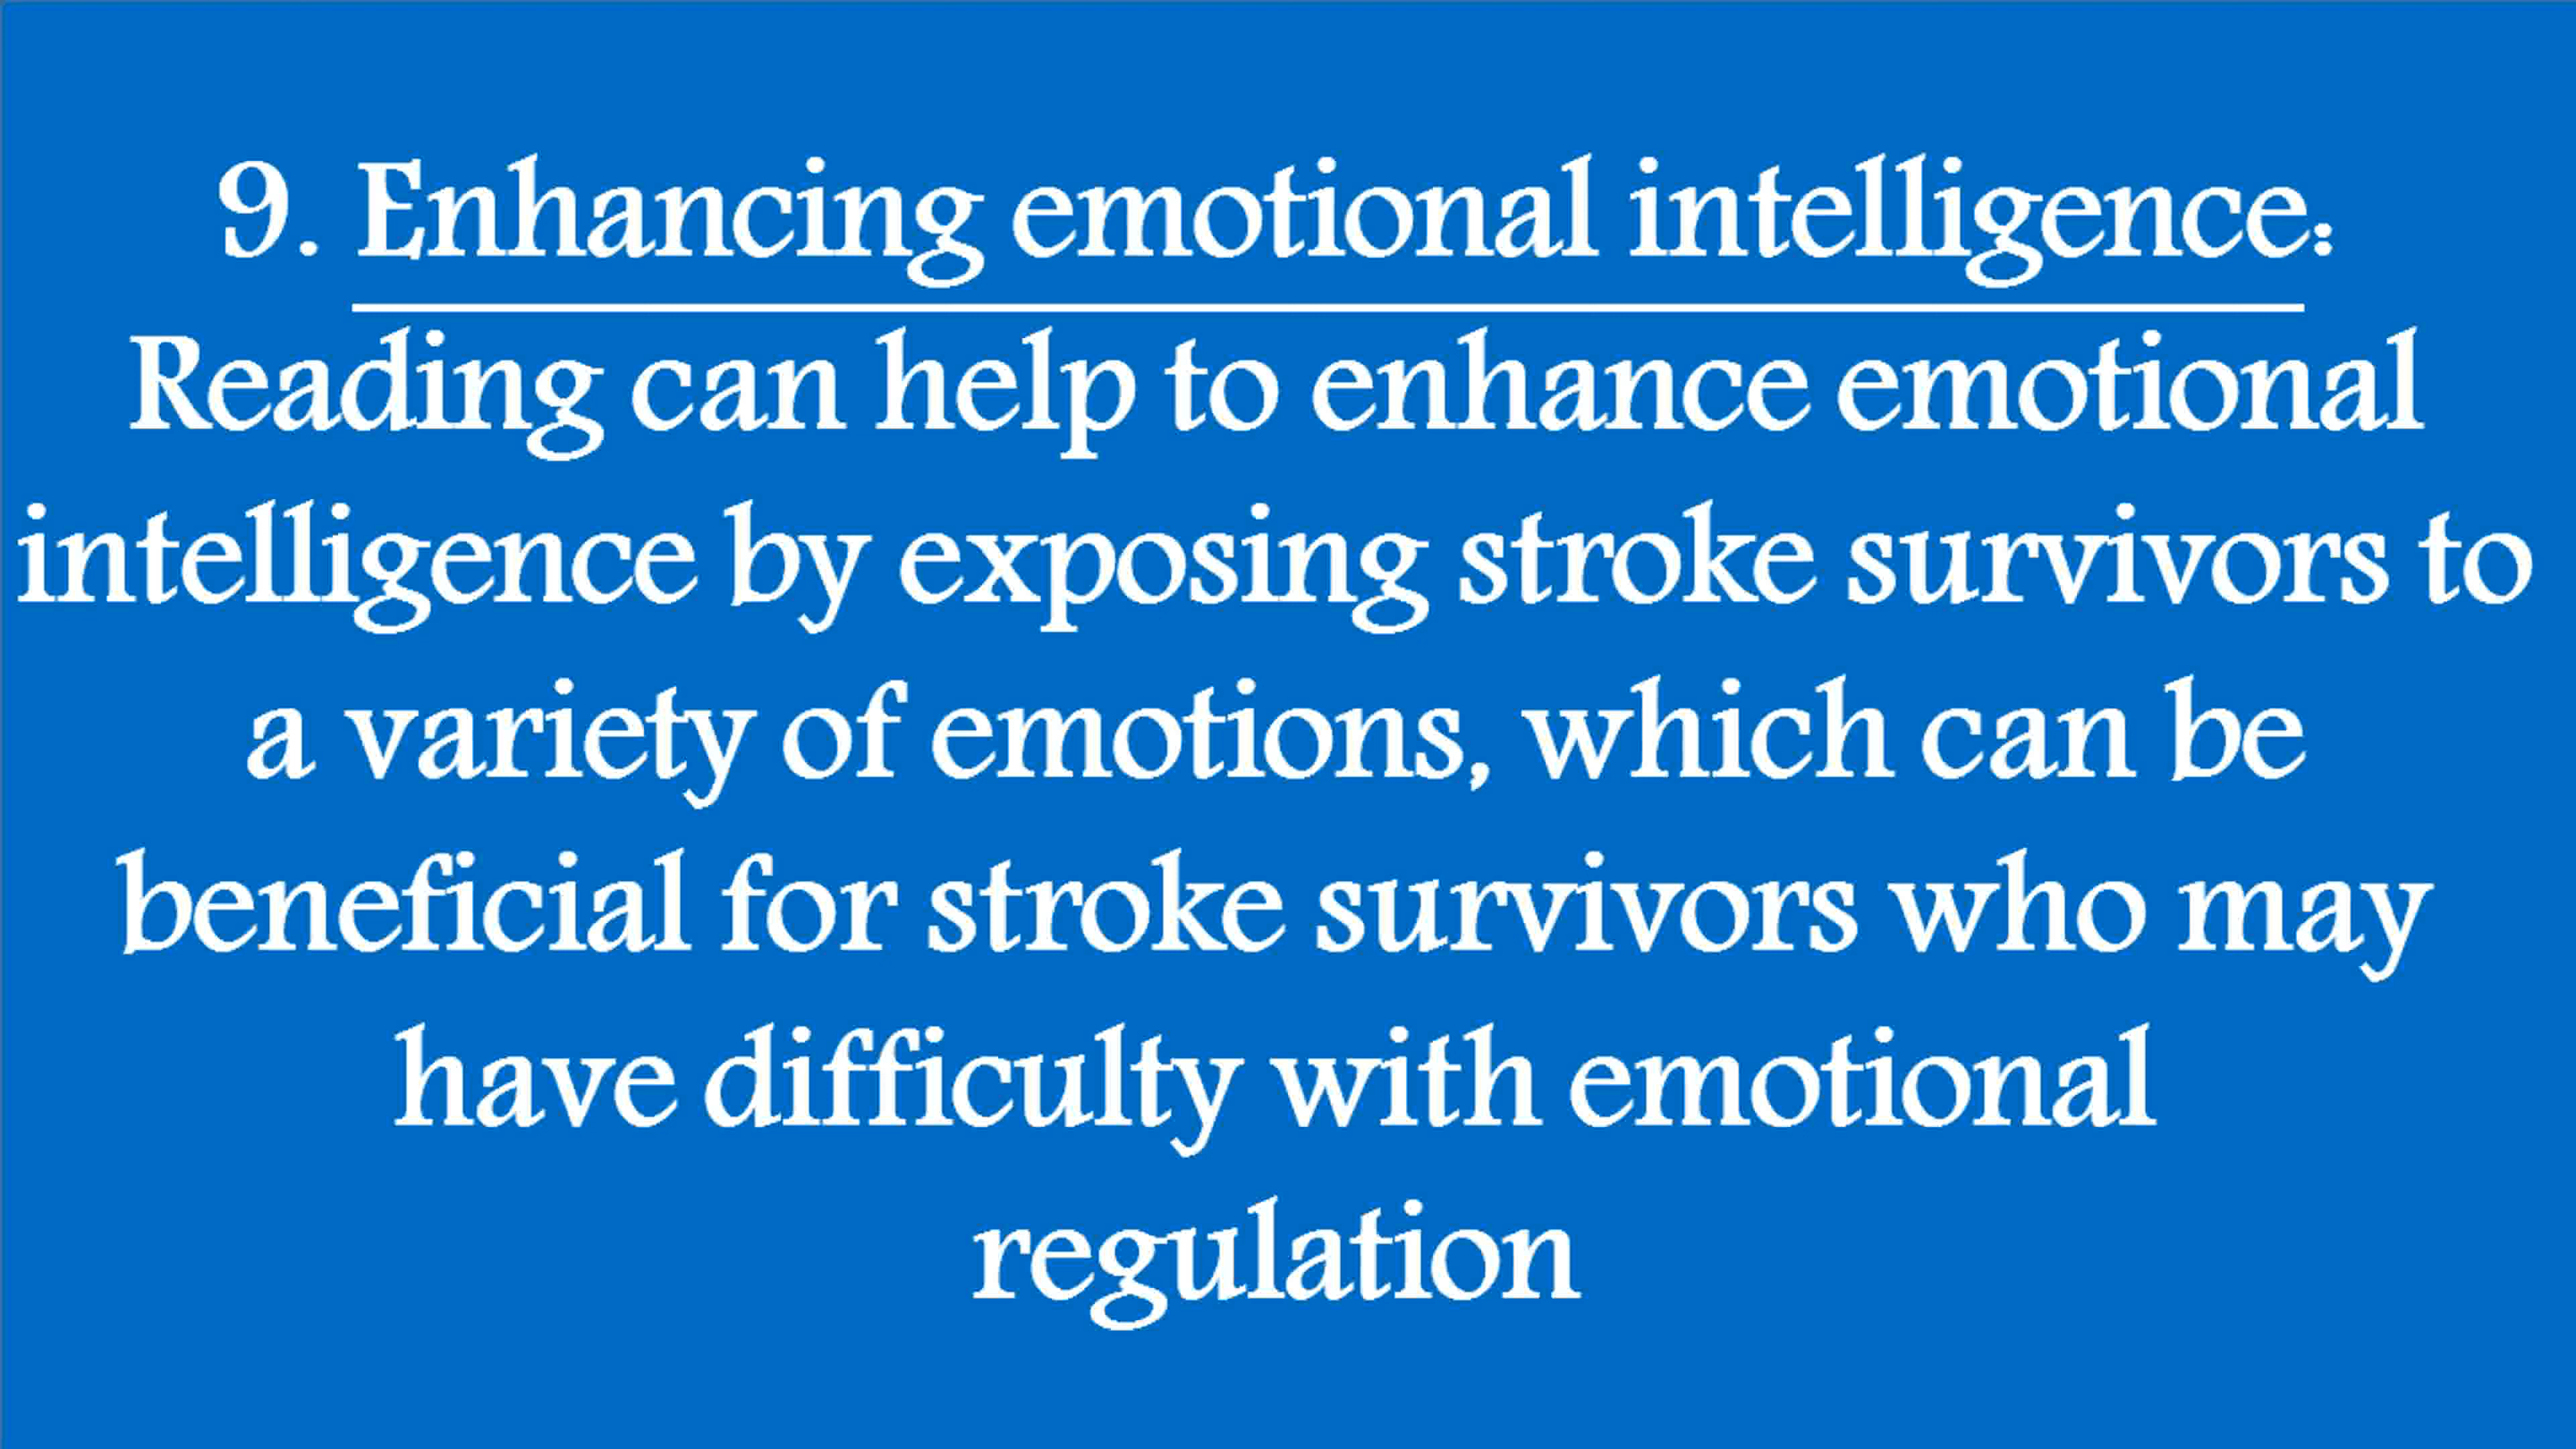 9. Enhancing emotional intelligence:
Reading can help to enhance emotional
intelligence by exposing stroke survivors to
a variety of emotions, which can be
beneficial for stroke survivors who may
have difficulty with emotional
regulation